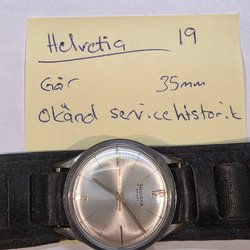 Helvetia 19
Går 35mm
Okänd servicehistorik
HELVETIA